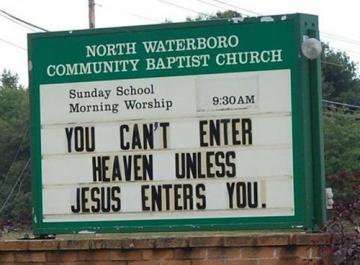 NORTH WATERBORO
COMMUNITY BAPTIST CHURCH
Sunday School
Morning Worship 9:30AM
YOU CAN'T ENTER
HEAVEN UNLESS
JESUS ENTERS YOU.